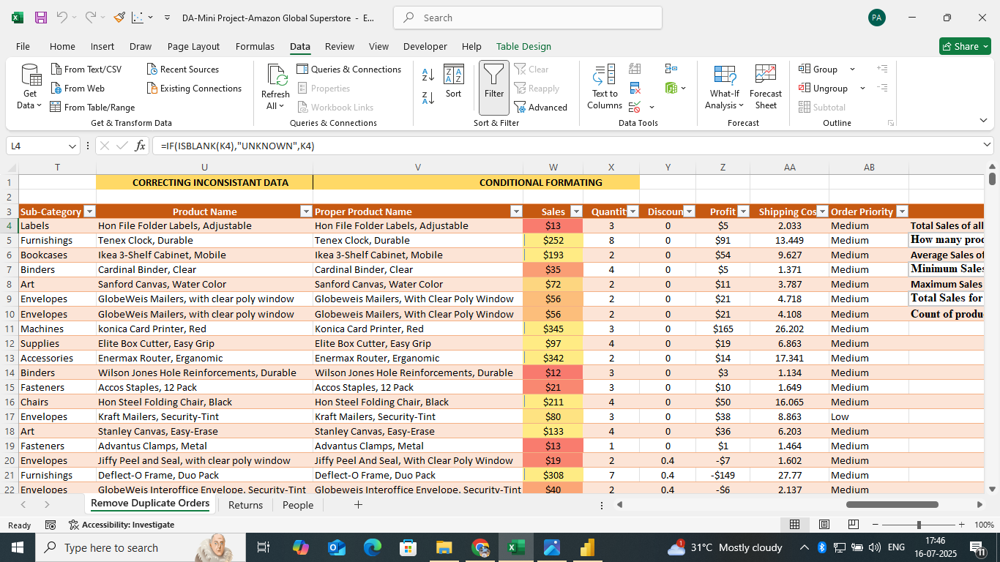 DA-Mini Project-Amazon Global Superstore - E...
Search
PA
File Home Insert Draw Page Layout Formulas Data Review View Developer Help Table Design
Share
Get Data
From Text/CSV
From Web
From Table/Range
Recent Sources
Existing Connections
Get & Transform Data
Refresh All
Queries & Connections
Properties
Workbook Links
Queries & Connections
Sort
Filter
Clear
Reapply
Advanced
Sort & Filter
Text to Columns
Data Tools
What-If Analysis
Forecast Sheet
Forecast
Group
Ungroup
Subtotal
Outline
L4
fx
=IF(ISBLANK(K4),"UNKNOWN",K4)
T U V W X Y Z AA AB
1 CORRECTING INCONSISTANT DATA CONDITIONAL FORMATING
2
3 Sub-Category Product Name Proper Product Name Sales Quantit Discoun Profit Shipping Cos Order Priority
4 Labels Hon File Folder Labels, Adjustable Hon File Folder Labels, Adjustable $13 3 0 $5 2.033 Medium Total Sales of all
5 Furnishings Tenex Clock, Durable Tenex Clock, Durable $252 8 0 $91 13.449 Medium How many prod
6 Bookcases Ikea 3-Shelf Cabinet, Mobile Ikea 3-Shelf Cabinet, Mobile $193 2 0 $54 9.627 Medium Average Sales of
7 Binders Cardinal Binder, Clear Cardinal Binder, Clear $35 4 0 $5 1.371 Medium Minimum Sales
8 Art Sanford Canvas, Water Color Sanford Canvas, Water Color $72 2 0 $11 3.787 Medium Maximum Sales
9 Envelopes GlobeWeis Mailers, with clear poly window Globeweis Mailers, With Clear Poly Window $56 2 0 $21 4.718 Medium Total Sales for
10 Envelopes GlobeWeis Mailers, with clear poly window Globeweis Mailers, With Clear Poly Window $56 2 0 $21 4.108 Medium Count of produ
11 Machines konica Card Printer, Red Konica Card Printer, Red $345 3 0 $165 26.202 Medium
12 Supplies Elite Box Cutter, Easy Grip Elite Box Cutter, Easy Grip $97 4 0 $19 6.863 Medium
13 Accessories Enermax Router, Erganomic Enermax Router, Erganomic $342 2 0 $14 17.341 Medium
14 Binders Wilson Jones Hole Reinforcements, Durable Wilson Jones Hole Reinforcements, Durable $12 3 0 $3 1.134 Medium
15 Fasteners Accos Staples, 12 Pack Accos Staples, 12 Pack $21 3 0 $10 1.649 Medium
16 Chairs Hon Steel Folding Chair, Black Hon Steel Folding Chair, Black $211 4 0 $50 16.065 Medium
17 Envelopes Kraft Mailers, Security-Tint Kraft Mailers, Security-Tint $80 3 0 $38 8.863 Low
18 Art Stanley Canvas, Easy-Erase Stanley Canvas, Easy-Erase $133 4 0 $36 6.203 Medium
19 Fasteners Advantus Clamps, Metal Advantus Clamps, Metal $13 1 0 $1 1.464 Medium
20 Envelopes Jiffy Peel and Seal, with clear poly window Jiffy Peel And Seal, With Clear Poly Window $19 2 0.4 -$7 1.602 Medium
21 Furnishings Deflect-O Frame, Duo Pack Deflect-O Frame, Duo Pack $308 7 0.4 -$149 27.77 Medium
22 Envelopes GlobeWeis Interoffice Envelope, Security-Tint Globeweis Interoffice Envelope, Security-Tint $40 2 0.4 -$6 2.137 Medium
Remove Duplicate Orders Returns People
Ready Accessibility: Investigate 100%
Type here to search
31°C Mostly cloudy
ENG
17:46
16-07-2025
11